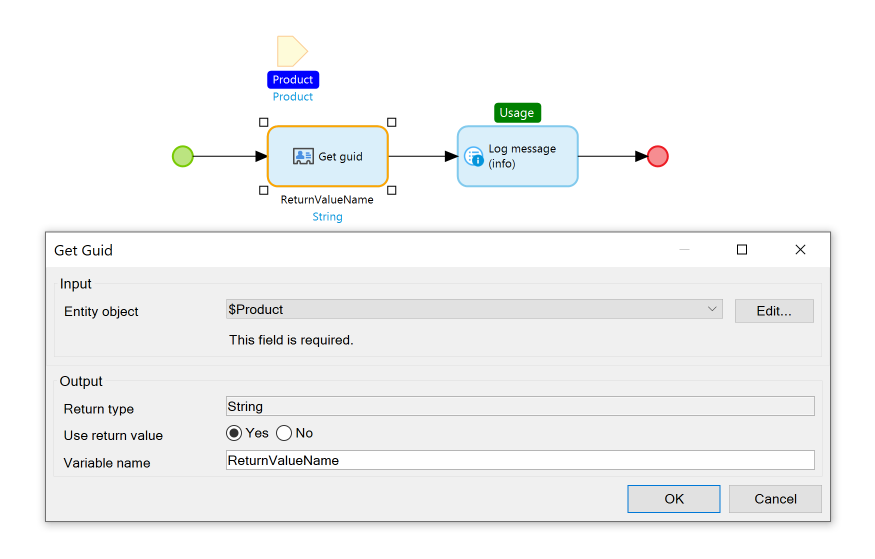 Product
Product
Usage
Get guid
Log message
(info)
ReturnValueName
String
Get Guid
Input
Entity object
$Product
Edit...
This field is required.
Output
Return type
String
Use return value
Yes
No
Variable name
ReturnValueName
OK
Cancel